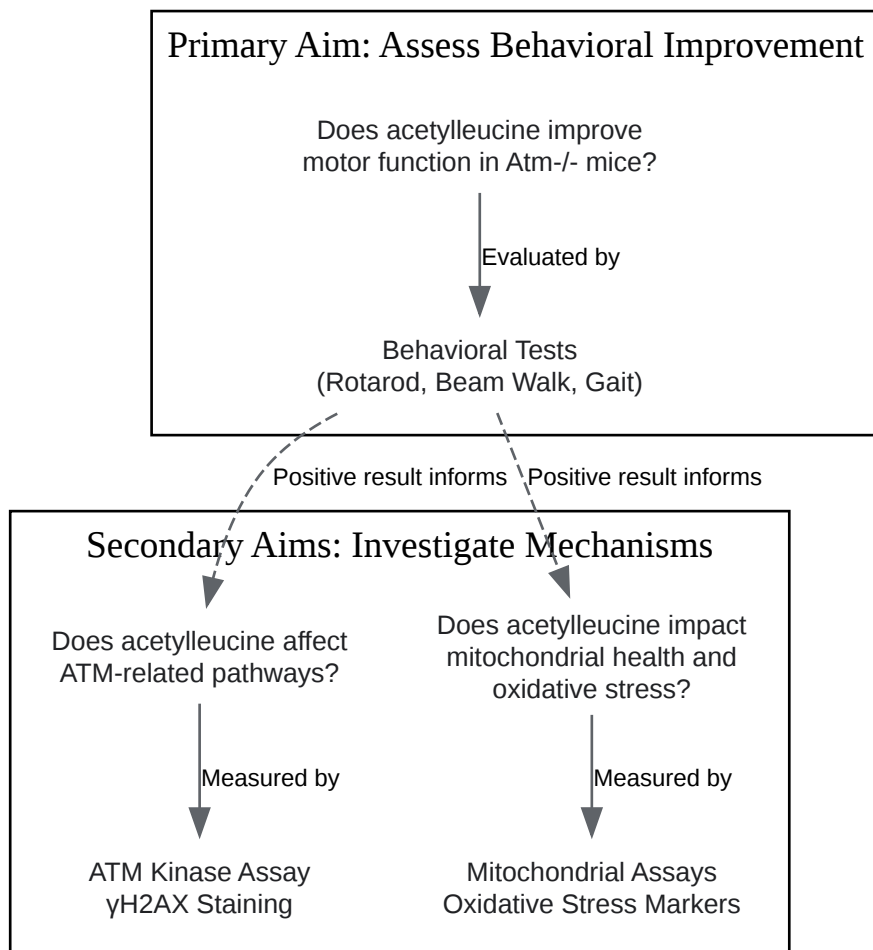 Primary Aim: Assess Behavioral Improvement
Does acetylleucine improve
motor function in Atm-/- mice?
Evaluated by
Behavioral Tests
(Rotarod, Beam Walk, Gait)
Positive result informs
Positive result informs
Secondary Aims: Investigate Mechanisms
Does acetylleucine affect
ATM-related pathways?
Does acetylleucine impact
mitochondrial health and
oxidative stress?
Measured by
Measured by
ATM Kinase Assay
γH2AX Staining
Mitochondrial Assays
Oxidative Stress Markers